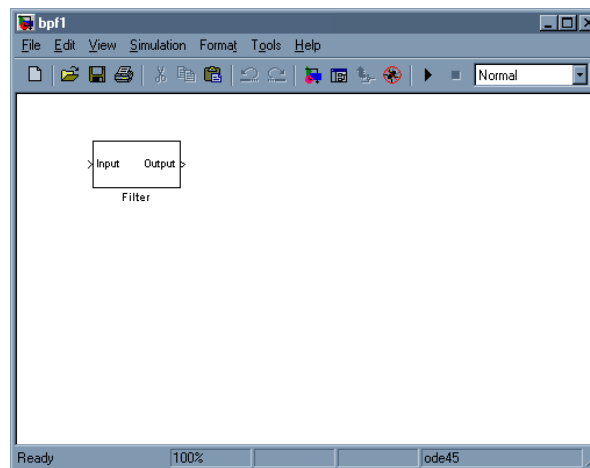 bpf1
File Edit View Simulation Format Tools Help
Normal
Input Output
Filter
Ready 100% ode45